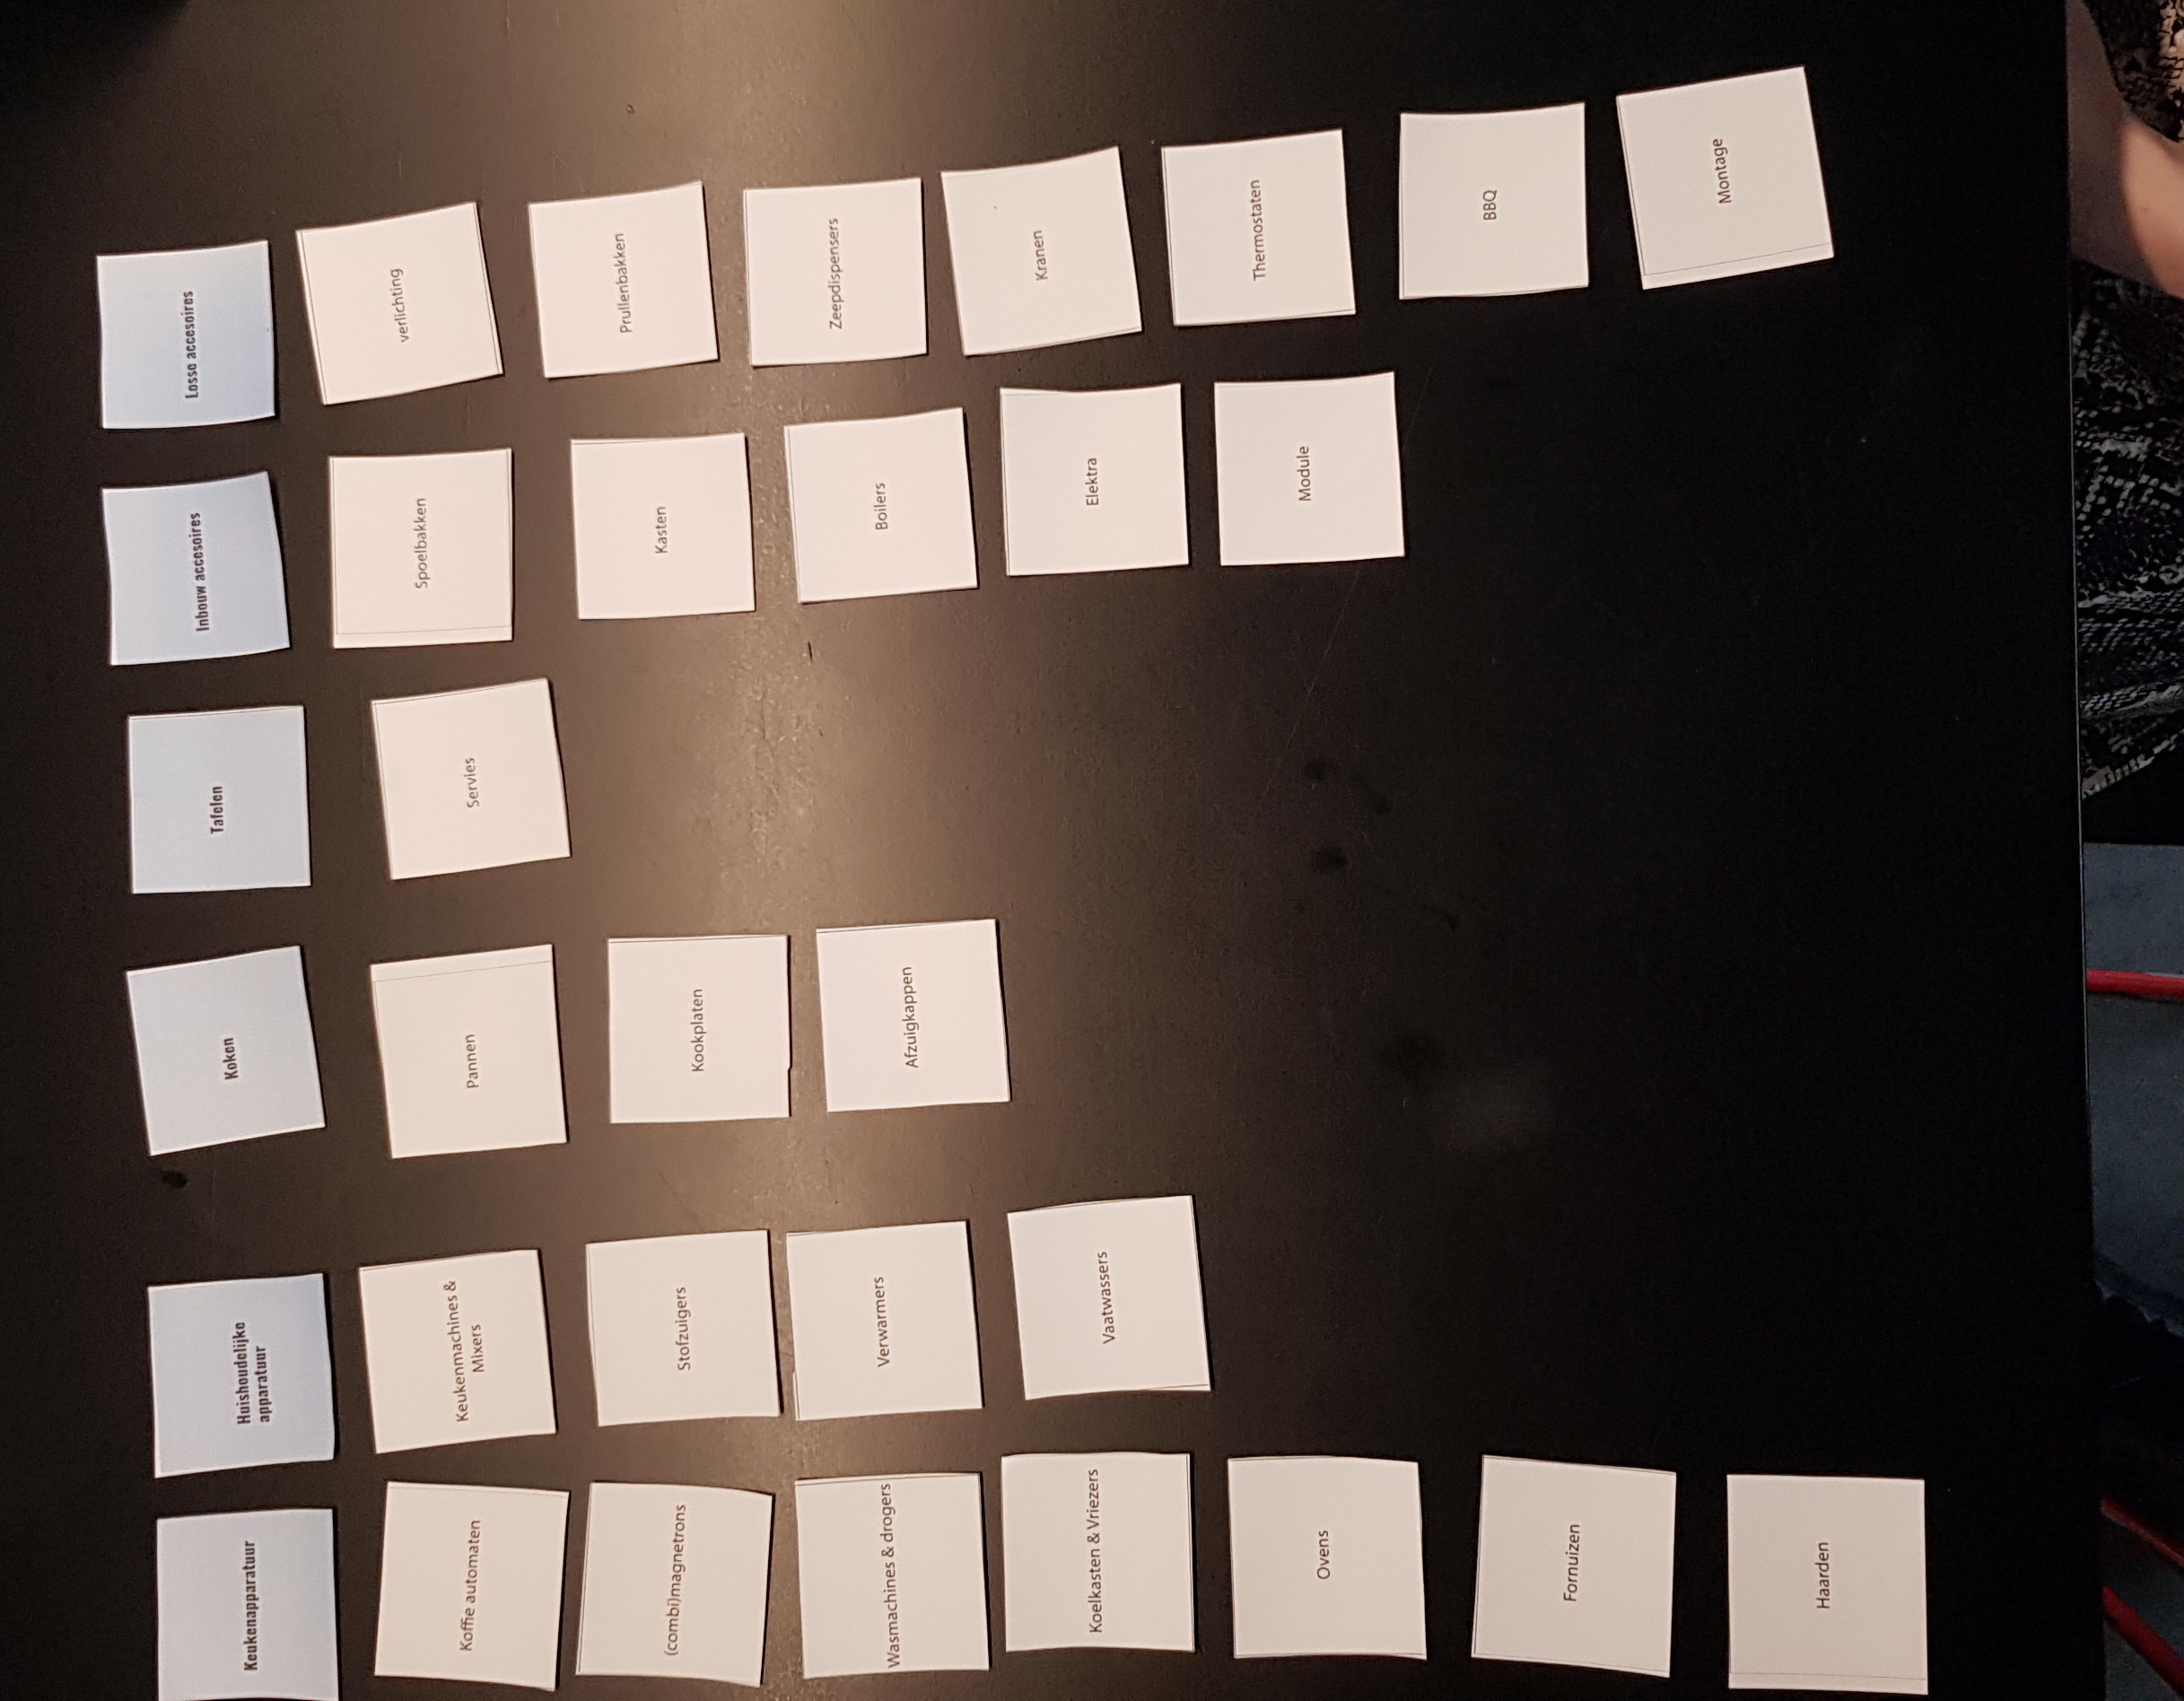 Keukenapparatuur
Koffie automaten
(combi)magnetrons
Wasmachines & drogers
Koelkasten & Vriezers
Ovens
Fornuizen
Haarden
Huishoudelijke
apparatuur
Keukenmachines &
Mixers
Stofzuigers
Verwarmers
Vaatwassers
Koken
Pannen
Kookplaten
Afzuigkappen
Tafelen
Servies
Inbouw accesoires
Spoelbakken
Kasten
Boilers
Elektra
Module
Losse accesoires
verlichting
Prullenbakken
Zeepdispensers
Kranen
Thermostaten
BBQ
Montage